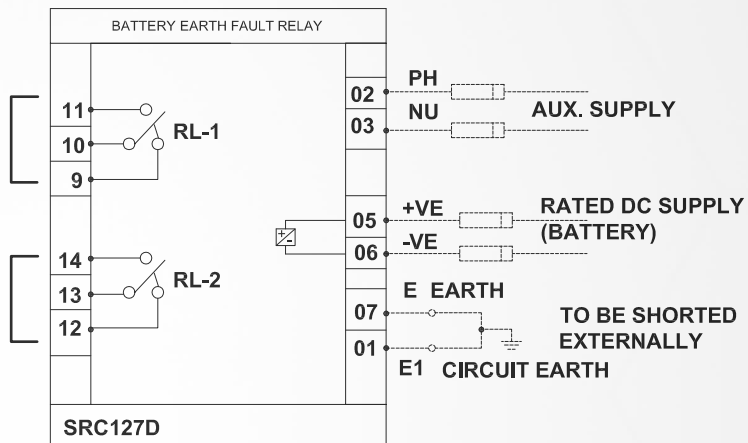 BATTERY EARTH FAULT RELAY
11
10
9
RL-1
14
13
12
RL-2
02
PH
03
NU
AUX. SUPPLY
05
+VE
06
-VE
RATED DC SUPPLY
(BATTERY)
+
-
07
E EARTH
01
E1 CIRCUIT EARTH
TO BE SHORTED
EXTERNALLY
SRC127D